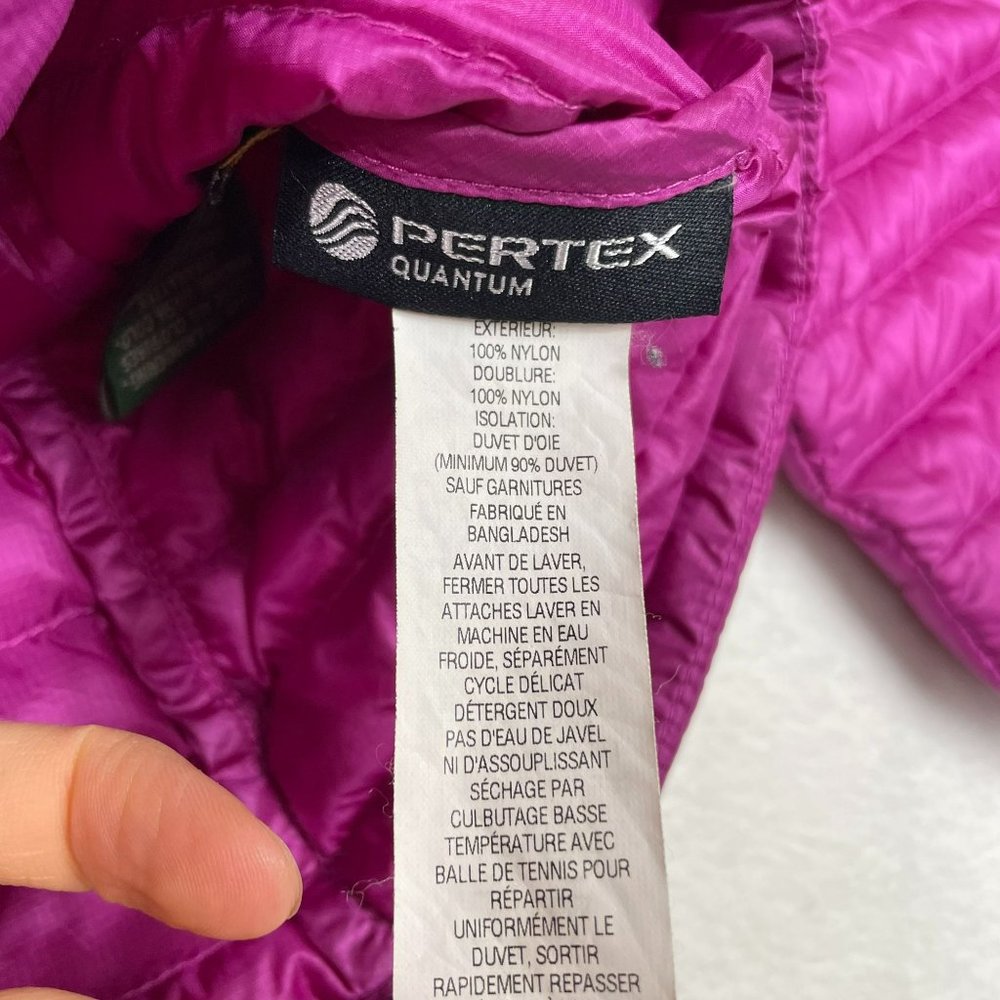 PERTEX
QUANTUM
EXTÉRIEUR:
100% NYLON
DOUBLURE:
100% NYLON
ISOLATION:
DUVET D'OIE
(MINIMUM 90% DUVET)
SAUF GARNITURES
FABRIQUÉ EN
BANGLADESH
AVANT DE LAVER,
FERMER TOUTES LES
ATTACHES LAVER EN
MACHINE EN EAU
FROIDE, SÉPARÉMENT
CYCLE DÉLICAT
DÉTERGENT DOUX
PAS D'EAU DE JAVEL
NI D'ASSOUPLISSANT
SÉCHAGE PAR
CULBUTAGE BASSE
TEMPÉRATURE AVEC
BALLE DE TENNIS POUR
RÉPARTIR
UNIFORMÉMENT LE
DUVET, SORTIR
RAPIDEMENT REPASSER